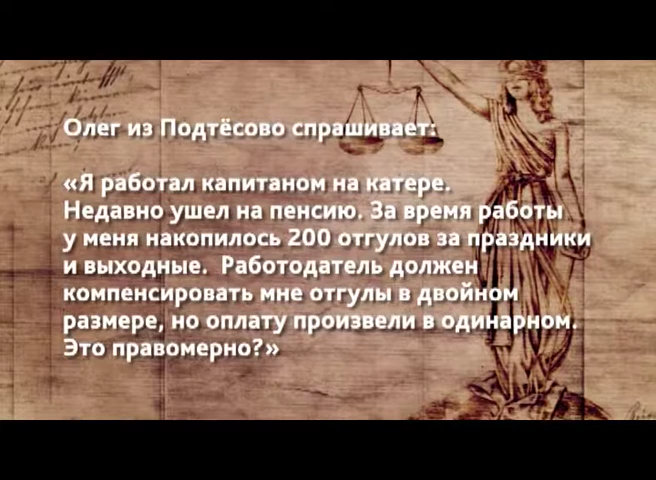 Олег из Подтёсово спрашивает:
«Я работал капитаном на катере.
Недавно ушел на пенсию. За время работы
у меня накопилось 200 отгулов за праздники
и выходные. Работодатель должен
компенсировать мне отгулы в двойном
размере, но оплату произвели в одинарном.
Это правомерно?»